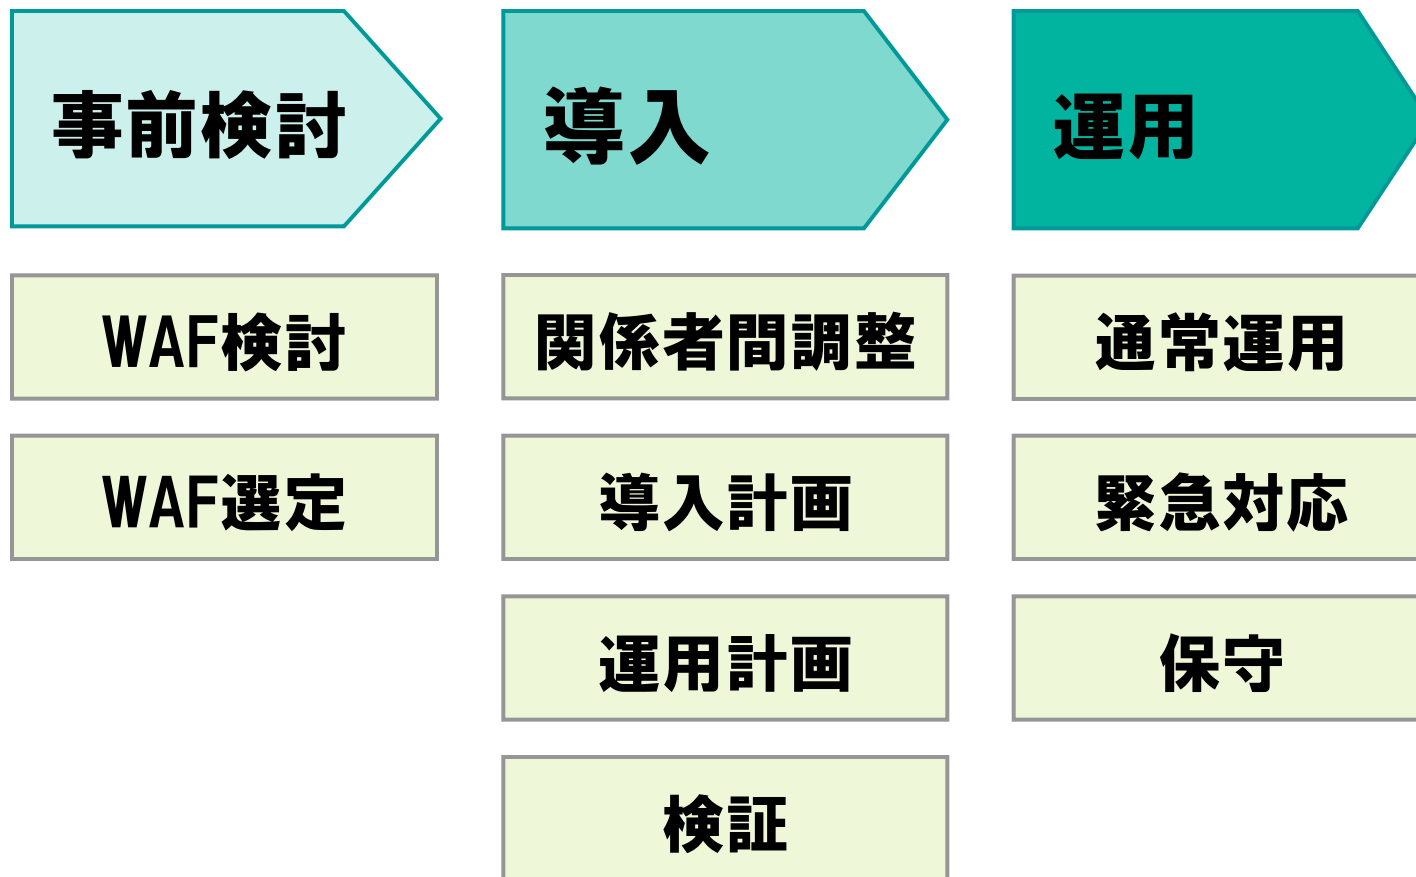 事前検討
導入
運用
WAF検討
関係者間調整
通常運用
WAF選定
導入計画
緊急対応
運用計画
保守
検証